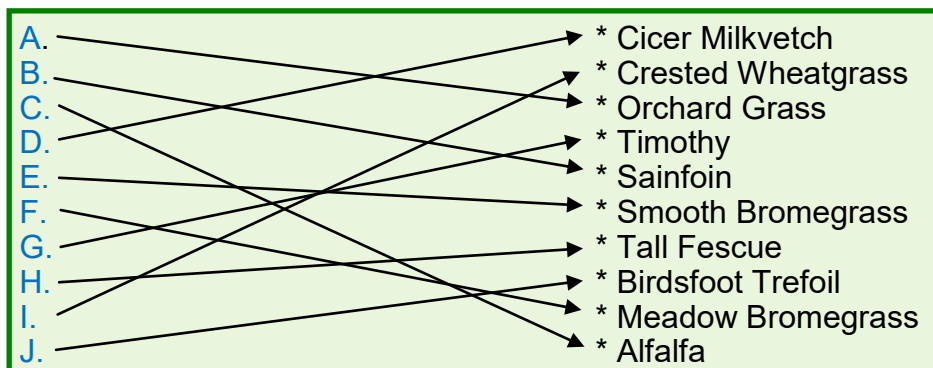 A. * Cicer Milkvetch
B. * Crested Wheatgrass
C. * Orchard Grass
D. * Timothy
E. * Sainfoin
F. * Smooth Bromegrass
G. * Tall Fescue
H. * Birdsfoot Trefoil
I. * Meadow Bromegrass
J. * Alfalfa